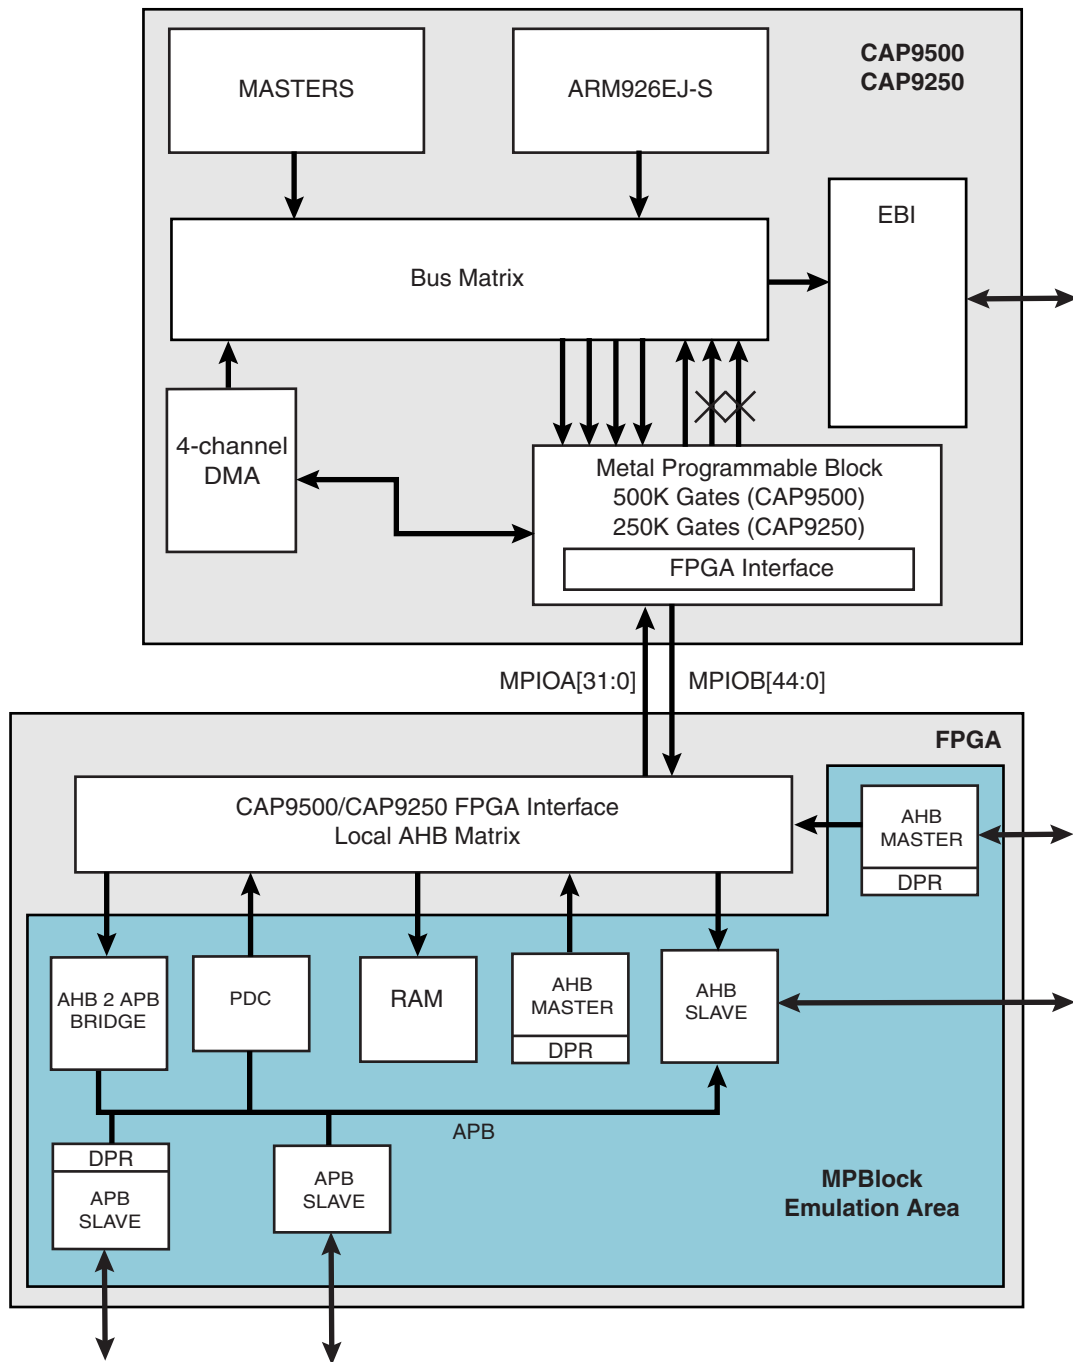 CAP9500
CAP9250
MASTERS
ARM926EJ-S
EBI
Bus Matrix
4-channel
DMA
Metal Programmable Block
500K Gates (CAP9500)
250K Gates (CAP9250)
FPGA Interface
MPIOA[31:0]
MPIOB[44:0]
FPGA
CAP9500/CAP9250 FPGA Interface
Local AHB Matrix
AHB
MASTER
DPR
AHB 2 APB
BRIDGE
PDC
RAM
AHB
MASTER
DPR
AHB
SLAVE
APB
DPR
APB
SLAVE
APB
SLAVE
MPBlock
Emulation Area